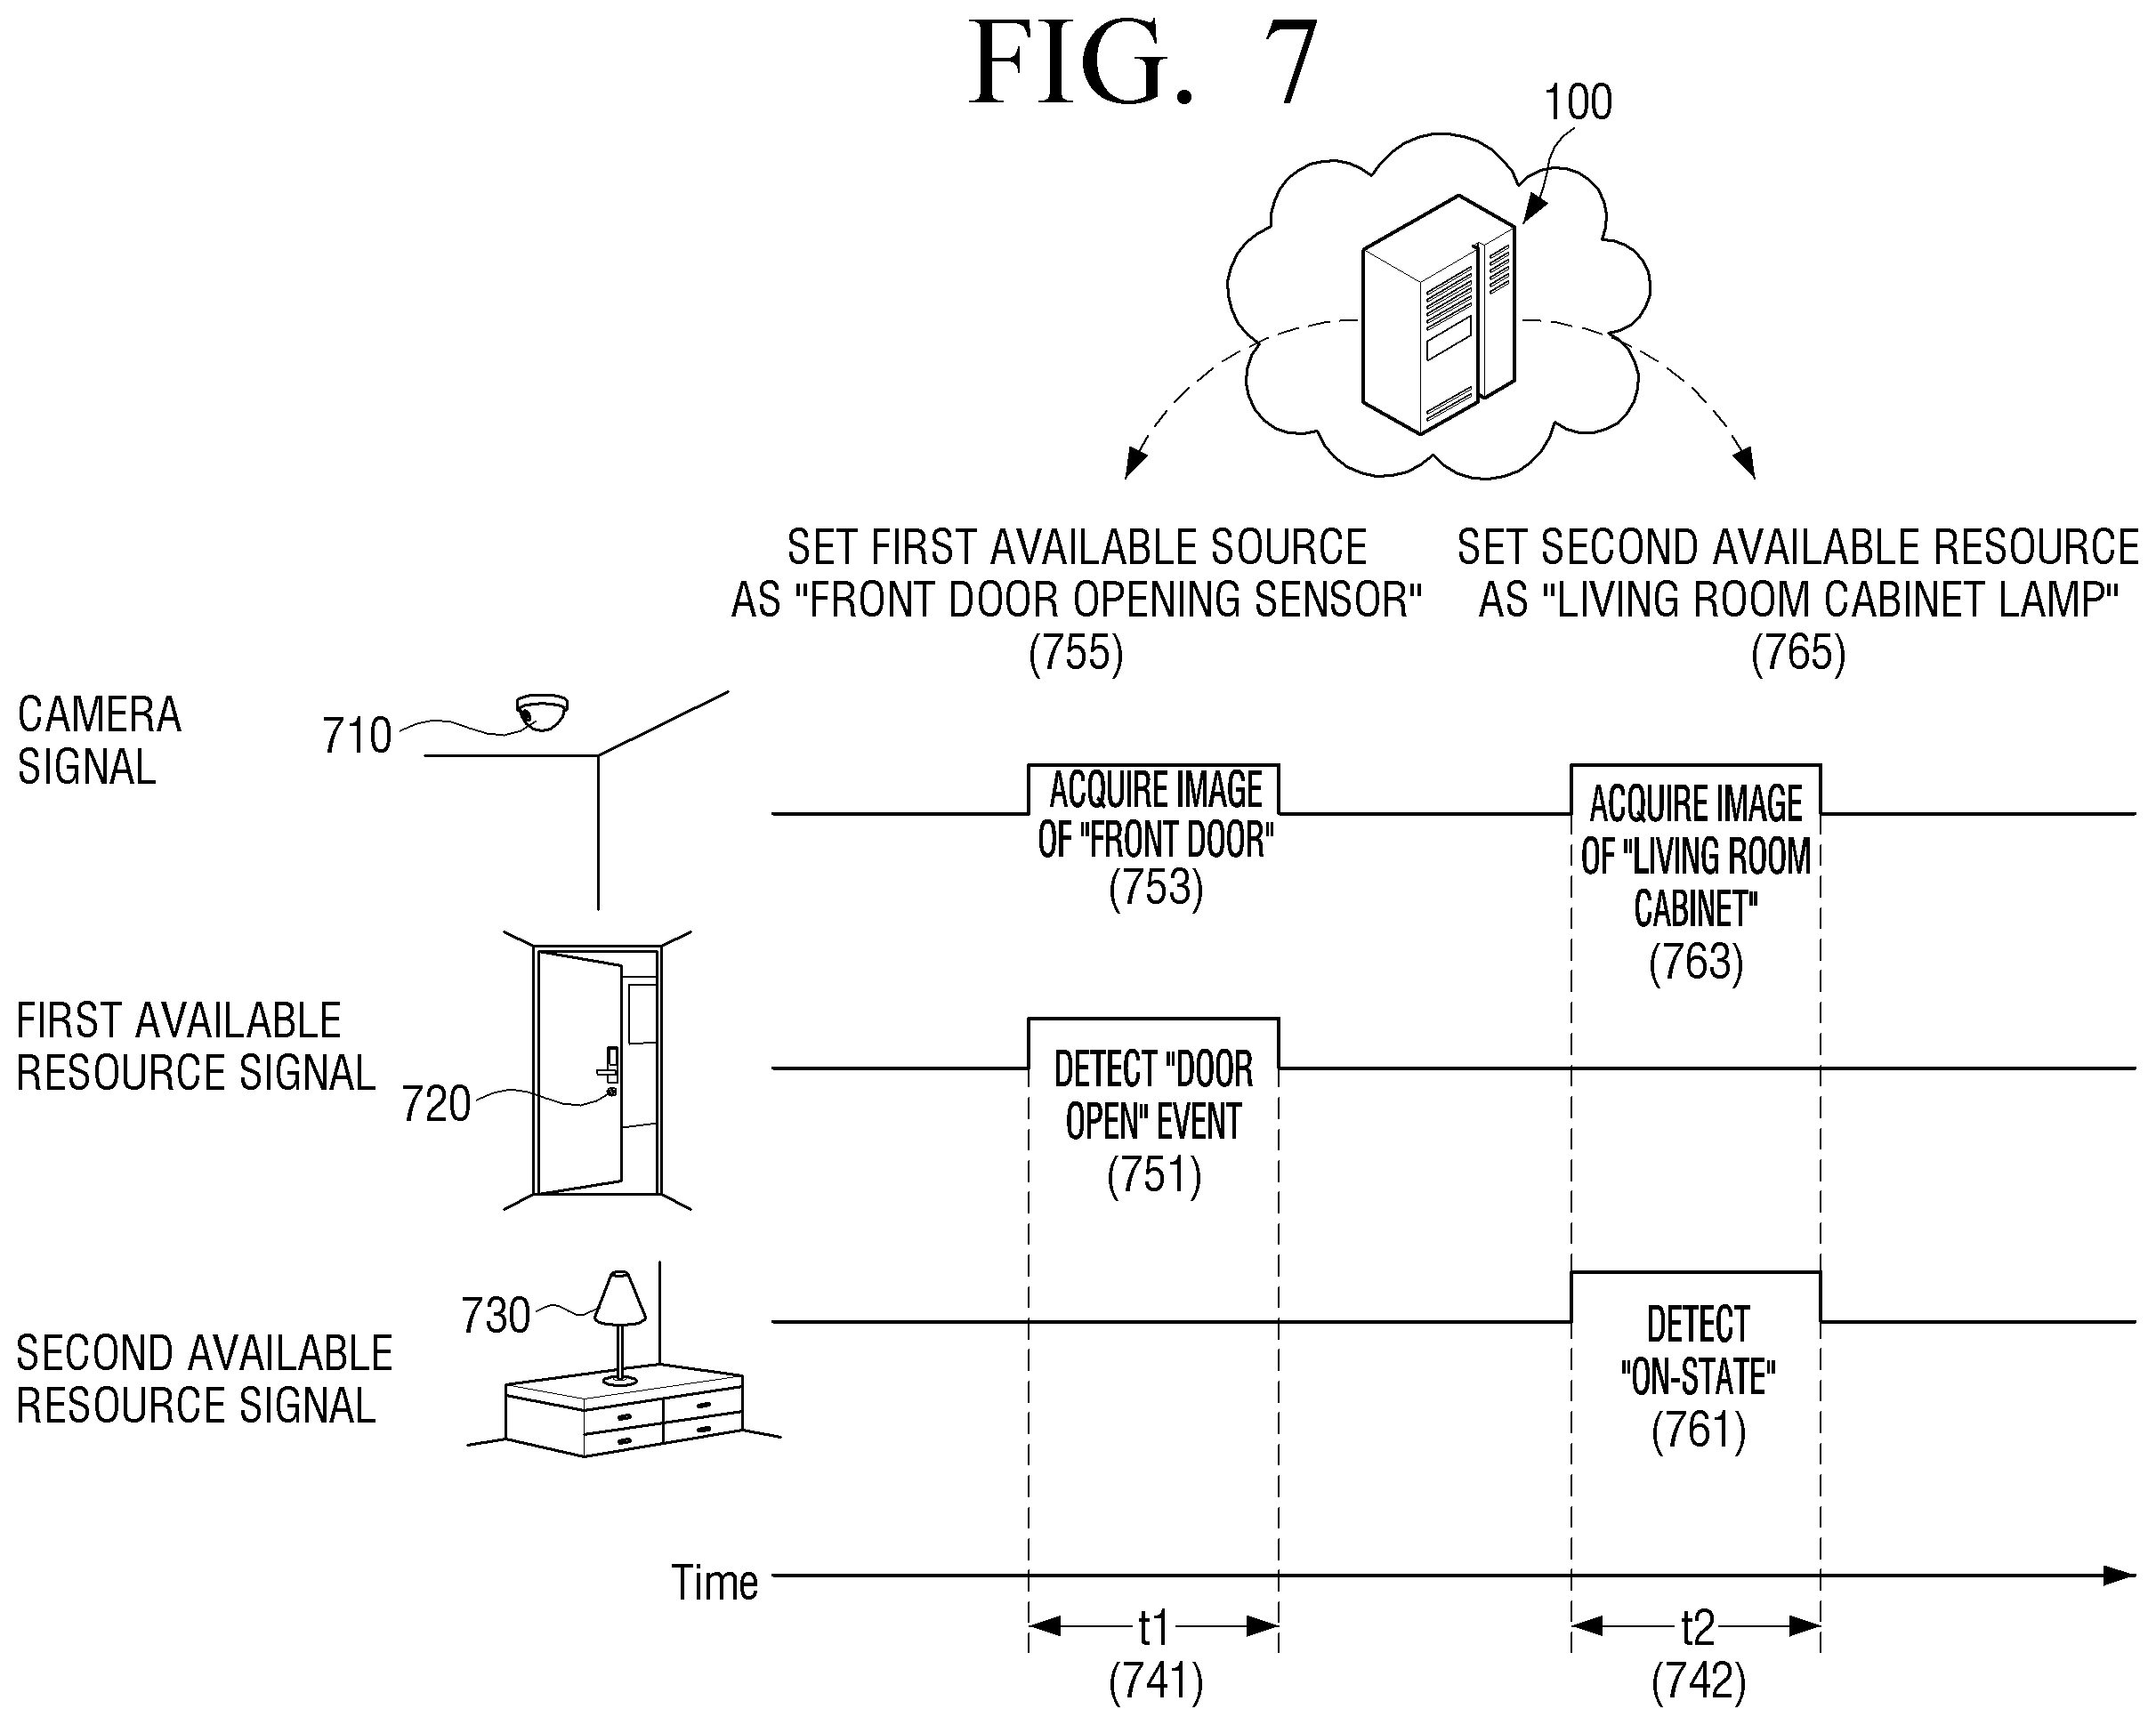 FIG. 7
100
SET FIRST AVAILABLE SOURCE
AS "FRONT DOOR OPENING SENSOR"
(755)
SET SECOND AVAILABLE RESOURCE
AS "LIVING ROOM CABINET LAMP"
(765)
CAMERA
SIGNAL
710
ACQUIRE IMAGE
OF "FRONT DOOR"
(753)
ACQUIRE IMAGE
OF "LIVING ROOM
CABINET"
(763)
FIRST AVAILABLE
RESOURCE SIGNAL
720
DETECT "DOOR
OPEN" EVENT
(751)
SECOND AVAILABLE
RESOURCE SIGNAL
730
DETECT
"ON-STATE"
(761)
Time
t1
(741)
t2
(742)